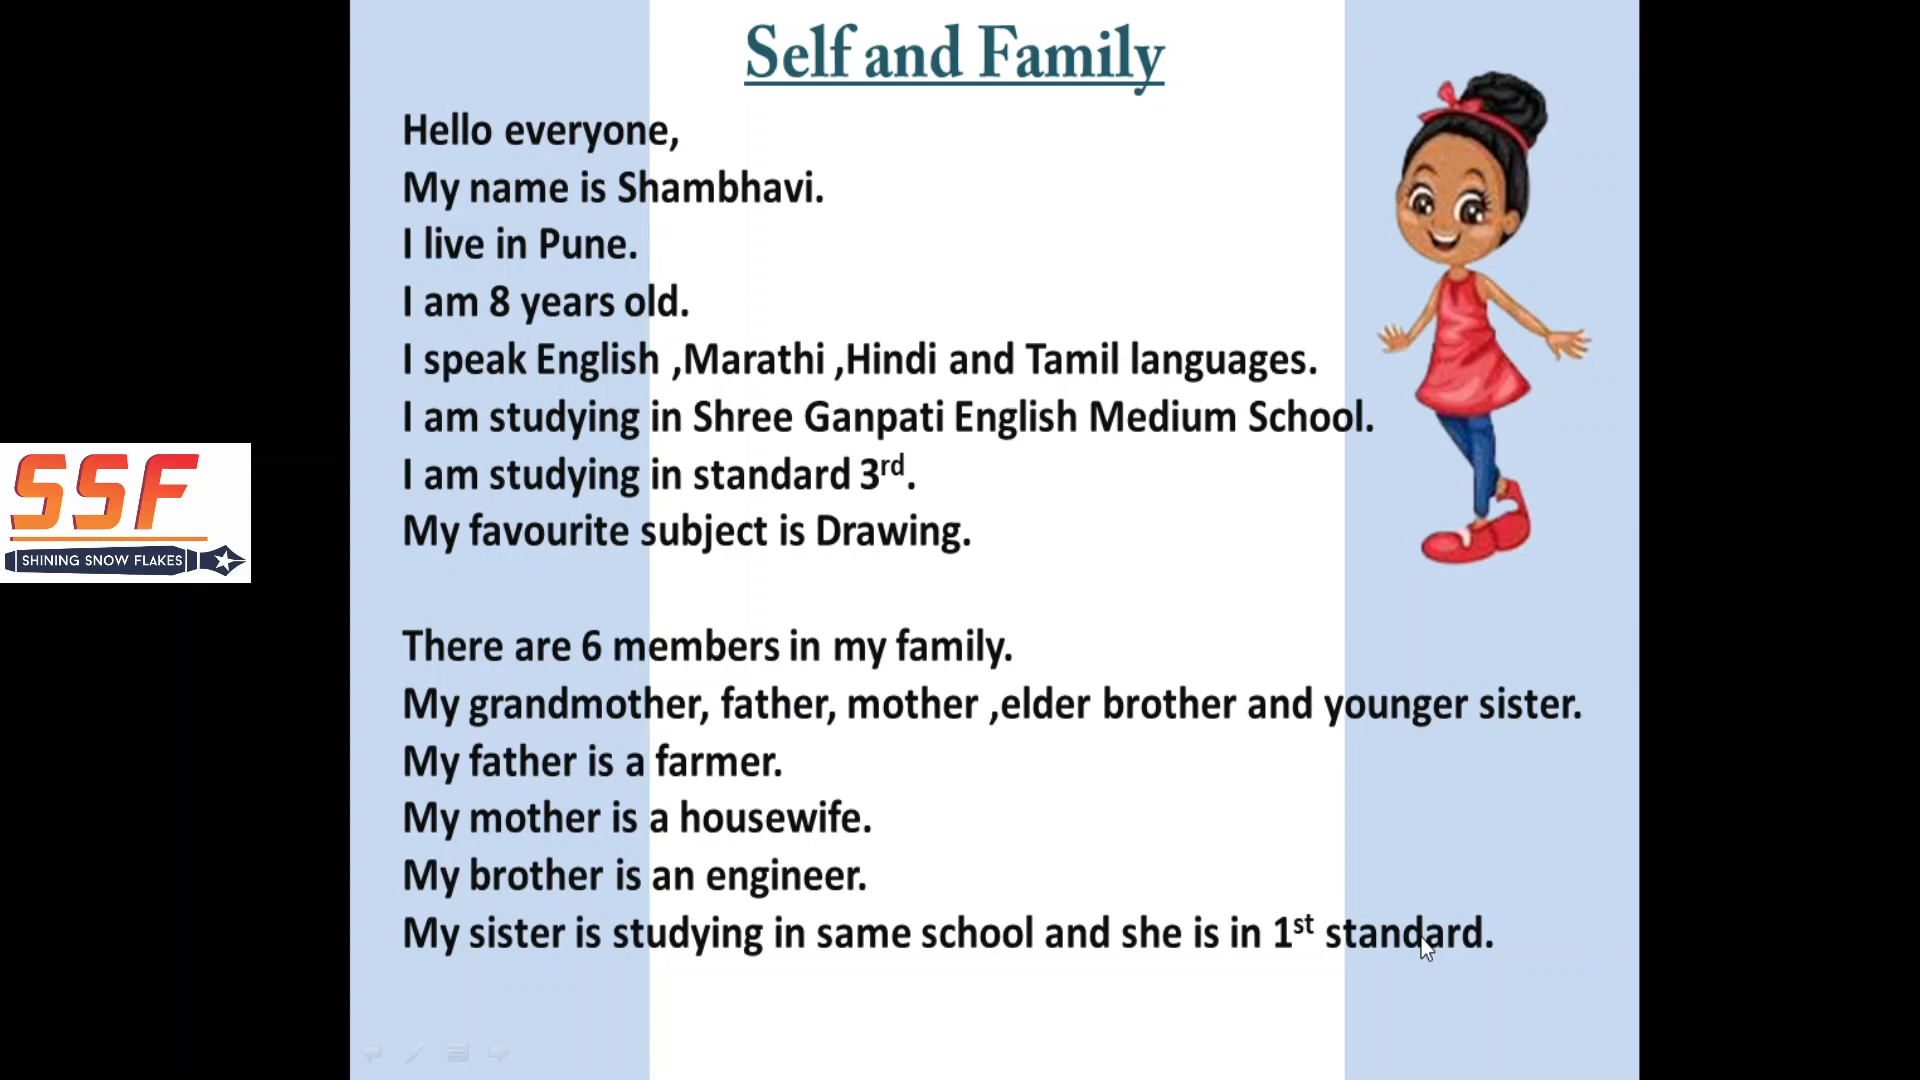 Self and Family
Hello everyone,
My name is Shambhavi.
I live in Pune.
I am 8 years old.
I speak English ,Marathi ,Hindi and Tamil languages.
I am studying in Shree Ganpati English Medium School.
I am studying in standard 3rd.
My favourite subject is Drawing.
There are 6 members in my family.
My grandmother, father, mother ,elder brother and younger sister.
My father is a farmer.
My mother is a housewife.
My brother is an engineer.
My sister is studying in same school and she is in 1st standard.
SSF
SHINING SNOW FLAKES